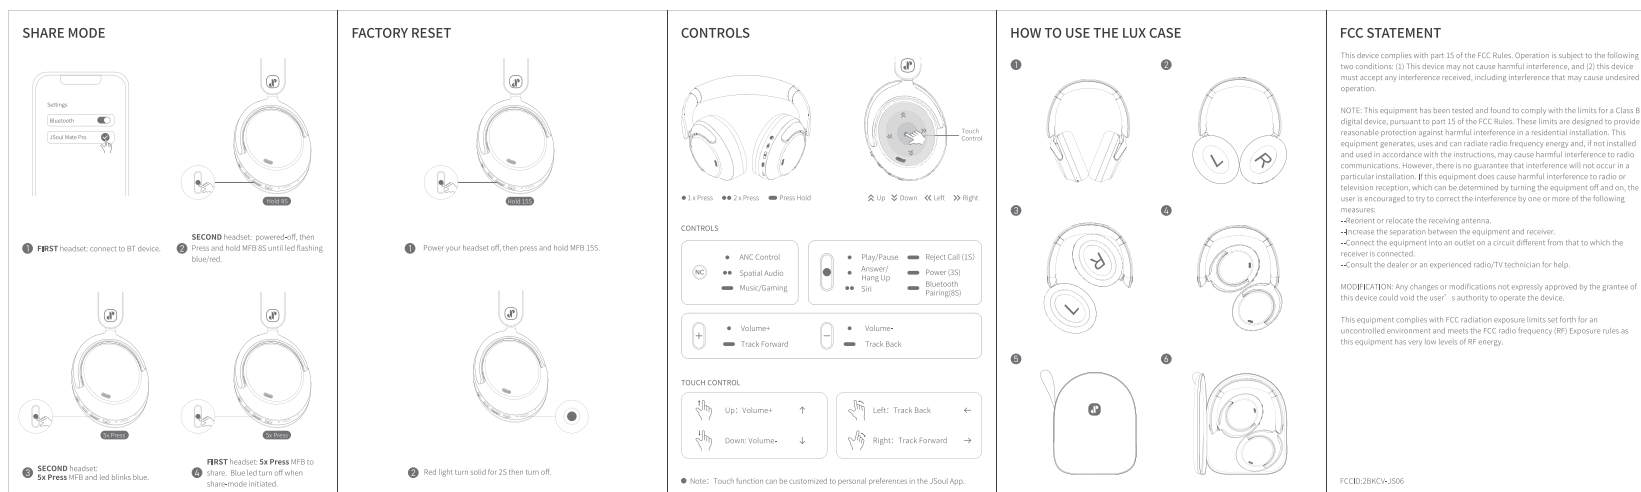 SHARE MODE
Settings
Bluetooth
JSoul Mate Pro
Hold 8S
1 FIRST headset: connect to BT device.
2 SECOND headset: powered-off, then
Press and hold MFB 8S until led flashing
blue/red.
5x Press
5x Press
3 SECOND headset:
5x Press MFB and led blinks blue.
4 FIRST headset: 5x Press MFB to
share. Blue led turn off when
share-mode initiated.
FACTORY RESET
Hold 15S
1 Power your headset off, then press and hold MFB 15S.
2 Red light turn solid for 2S then turn off.
CONTROLS
Touch
Control
1 x Press 2 x Press Press Hold
Up Down Left Right
CONTROLS
NC
ANC Control
Spatial Audio
Music/Gaming
Play/Pause
Answer/
Hang Up
Siri
Reject Call (1S)
Power (3S)
Bluetooth
Pairing(8S)
+
Volume+
Track Forward
−
Volume-
Track Back
TOUCH CONTROL
Up: Volume+ ↑
Down: Volume- ↓
Left: Track Back ←
Right: Track Forward →
● Note: Touch function can be customized to personal preferences in the JSoul App.
HOW TO USE THE LUX CASE
1
2
L R
3
R
L
4
5
6
FCC STATEMENT
This device complies with part 15 of the FCC Rules. Operation is subject to the following
two conditions: (1) This device may not cause harmful interference, and (2) this device
must accept any interference received, including interference that may cause undesired
operation.
NOTE: This equipment has been tested and found to comply with the limits for a Class B
digital device, pursuant to part 15 of the FCC Rules. These limits are designed to provide
reasonable protection against harmful interference in a residential installation. This
equipment generates, uses and can radiate radio frequency energy and, if not installed
and used in accordance with the instructions, may cause harmful interference to radio
communications. However, there is no guarantee that interference will not occur in a
particular installation. If this equipment does cause harmful interference to radio or
television reception, which can be determined by turning the equipment off and on, the
user is encouraged to try to correct the interference by one or more of the following
measures:
--Reorient or relocate the receiving antenna.
--Increase the separation between the equipment and receiver.
--Connect the equipment into an outlet on a circuit different from that to which the
receiver is connected.
--Consult the dealer or an experienced radio/TV technician for help.
MODIFICATION: Any changes or modifications not expressly approved by the grantee of
this device could void the user's authority to operate the device.
This equipment complies with FCC radiation exposure limits set forth for an
uncontrolled environment and meets the FCC radio frequency (RF) Exposure rules as
this equipment has very low levels of RF energy.
FCCID:2BKCV-JS06